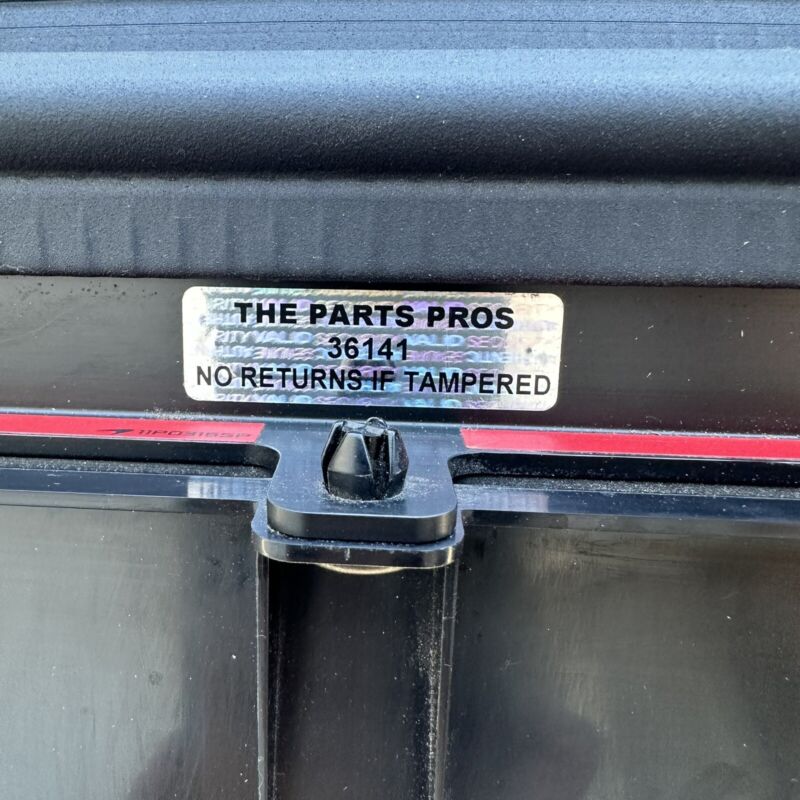 THE PARTS PROS
36141
NO RETURNS IF TAMPERED